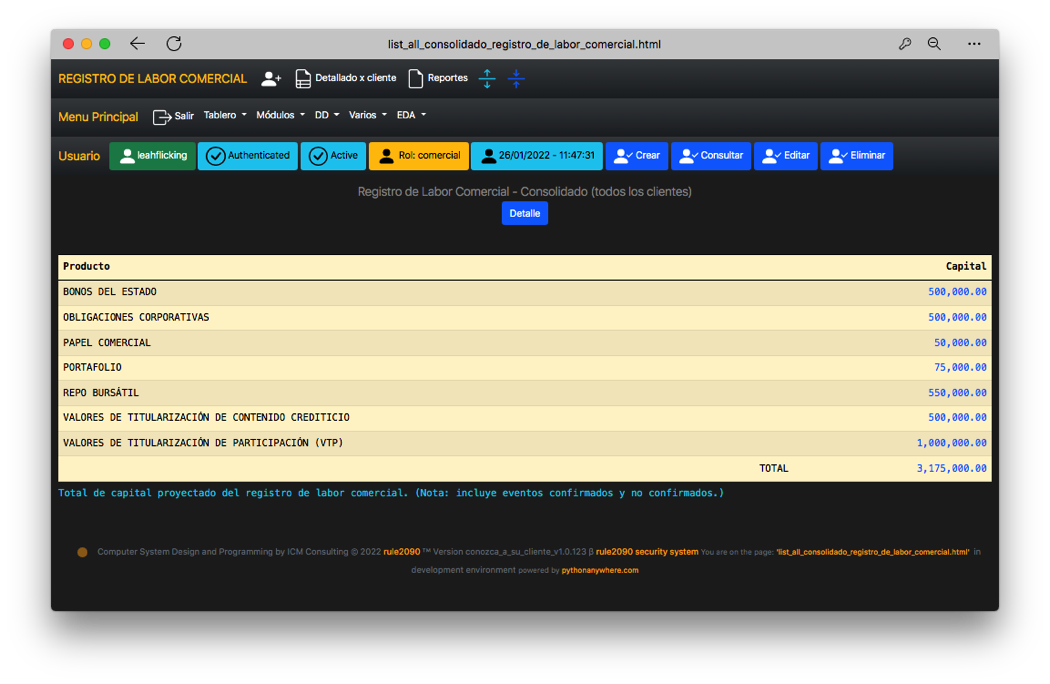 list_all_consolidado_registro_de_labor_comercial.html
REGISTRO DE LABOR COMERCIAL Detallado x cliente Reportes
Menu Principal Salir Tablero Módulos DD Varios EDA
Usuario leahflicking Authenticated Active Rol: comercial 26/01/2022 - 11:47:31 Crear Consultar Editar Eliminar
Registro de Labor Comercial - Consolidado (todos los clientes)
Detalle
Producto Capital
BONOS DEL ESTADO 500,000.00
OBLIGACIONES CORPORATIVAS 500,000.00
PAPEL COMERCIAL 50,000.00
PORTAFOLIO 75,000.00
REPO BURSÁTIL 550,000.00
VALORES DE TITULARIZACIÓN DE CONTENIDO CREDITICIO 500,000.00
VALORES DE TITULARIZACIÓN DE PARTICIPACIÓN (VTP) 1,000,000.00
TOTAL 3,175,000.00
Total de capital proyectado del registro de labor comercial. (Nota: incluye eventos confirmados y no confirmados.)
Computer System Design and Programming by ICM Consulting © 2022 rule2090 ™ Version conozca_a_su_cliente_v1.0.123 β rule2090 security system You are on the page: 'list_all_consolidado_registro_de_labor_comercial.html' in
development environment powered by pythonanywhere.com